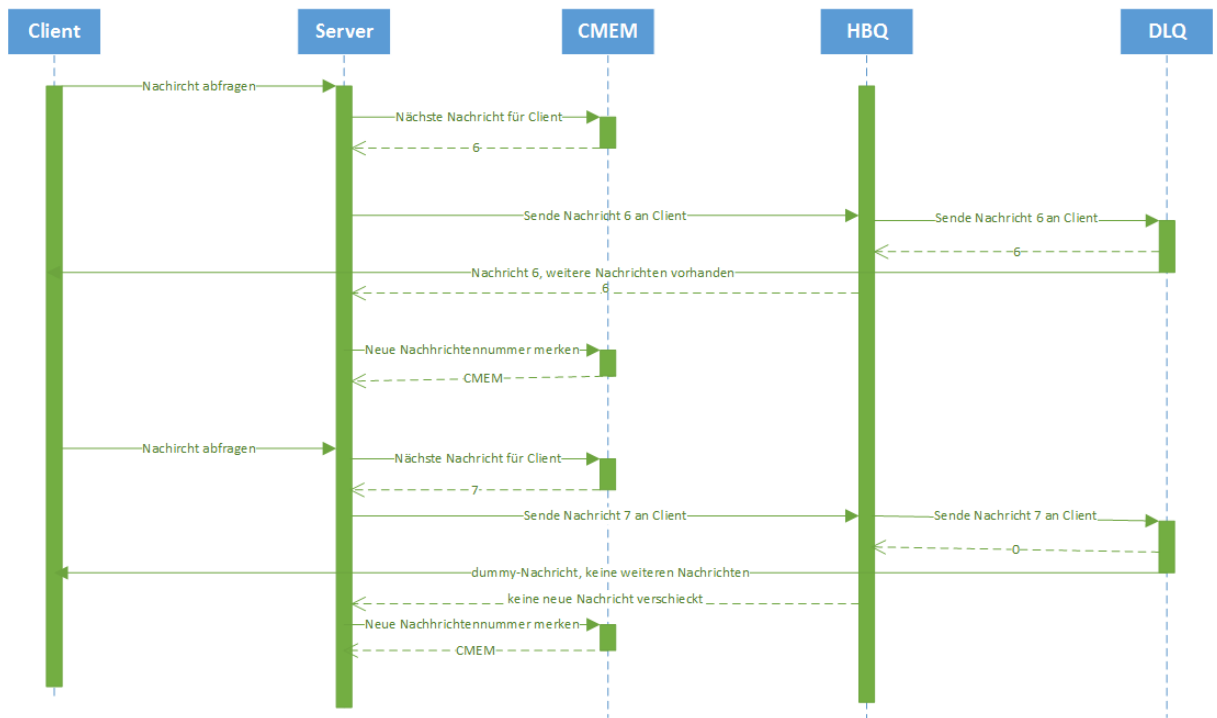 Client
Server
CMEM
HBQ
DLQ
Nachircht abfragen
Nächste Nachricht für Client
6
Sende Nachricht 6 an Client
Sende Nachricht 6 an Client
6
Nachricht 6, weitere Nachrichten vorhanden
6
Neue Nachhrichtennummer merken
CMEM
Nachircht abfragen
Nächste Nachricht für Client
7
Sende Nachricht 7 an Client
Sende Nachricht 7 an Client
0
dummy-Nachricht, keine weiteren Nachrichten
keine neue Nachricht verschieckt
Neue Nachhrichtennummer merken
CMEM